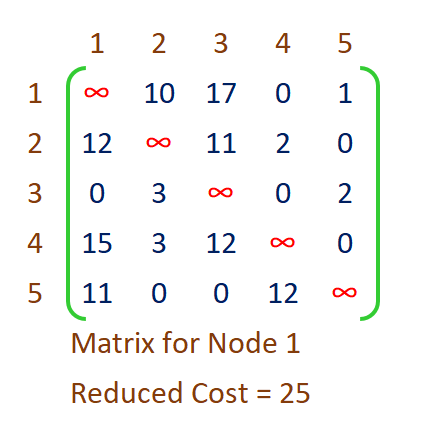 1 2 3 4 5
1 ∞ 10 17 0 1
2 12 ∞ 11 2 0
3 0 3 ∞ 0 2
4 15 3 12 ∞ 0
5 11 0 0 12 ∞
Matrix for Node 1
Reduced Cost = 25